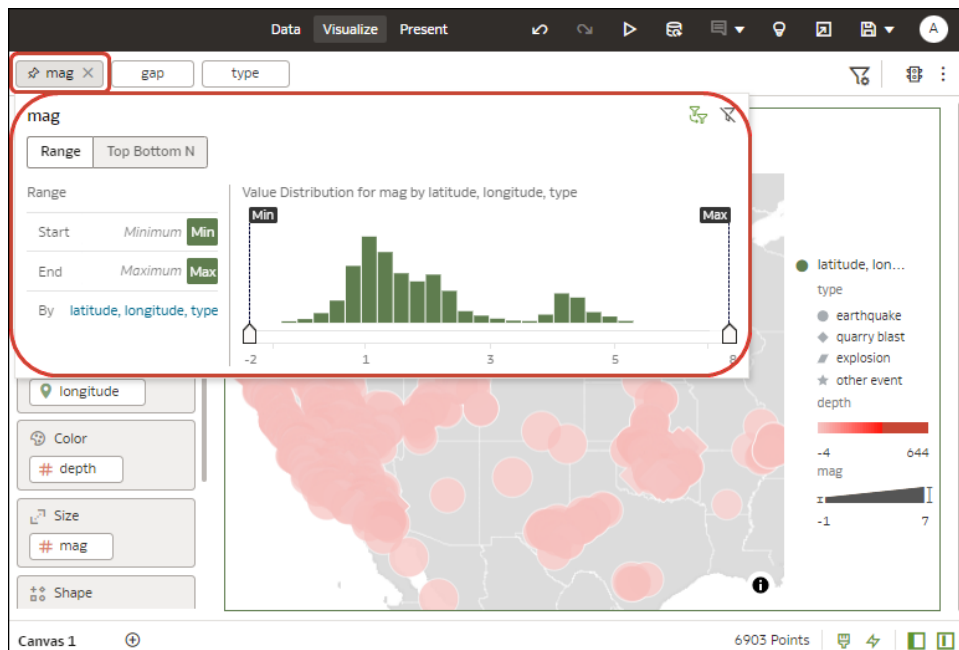 Data Visualize Present A
mag gap type
mag
Range Top Bottom N
Range
Value Distribution for mag by latitude, longitude, type
Min Max
Start Minimum Min
End Maximum Max
By latitude, longitude, type
-2 1 3 5 8
latitude, lon...
type
earthquake
quarry blast
explosion
other event
depth
-4 644
mag
-1 7
longitude
Color
# depth
Size
# mag
Shape
Canvas 1 6903 Points